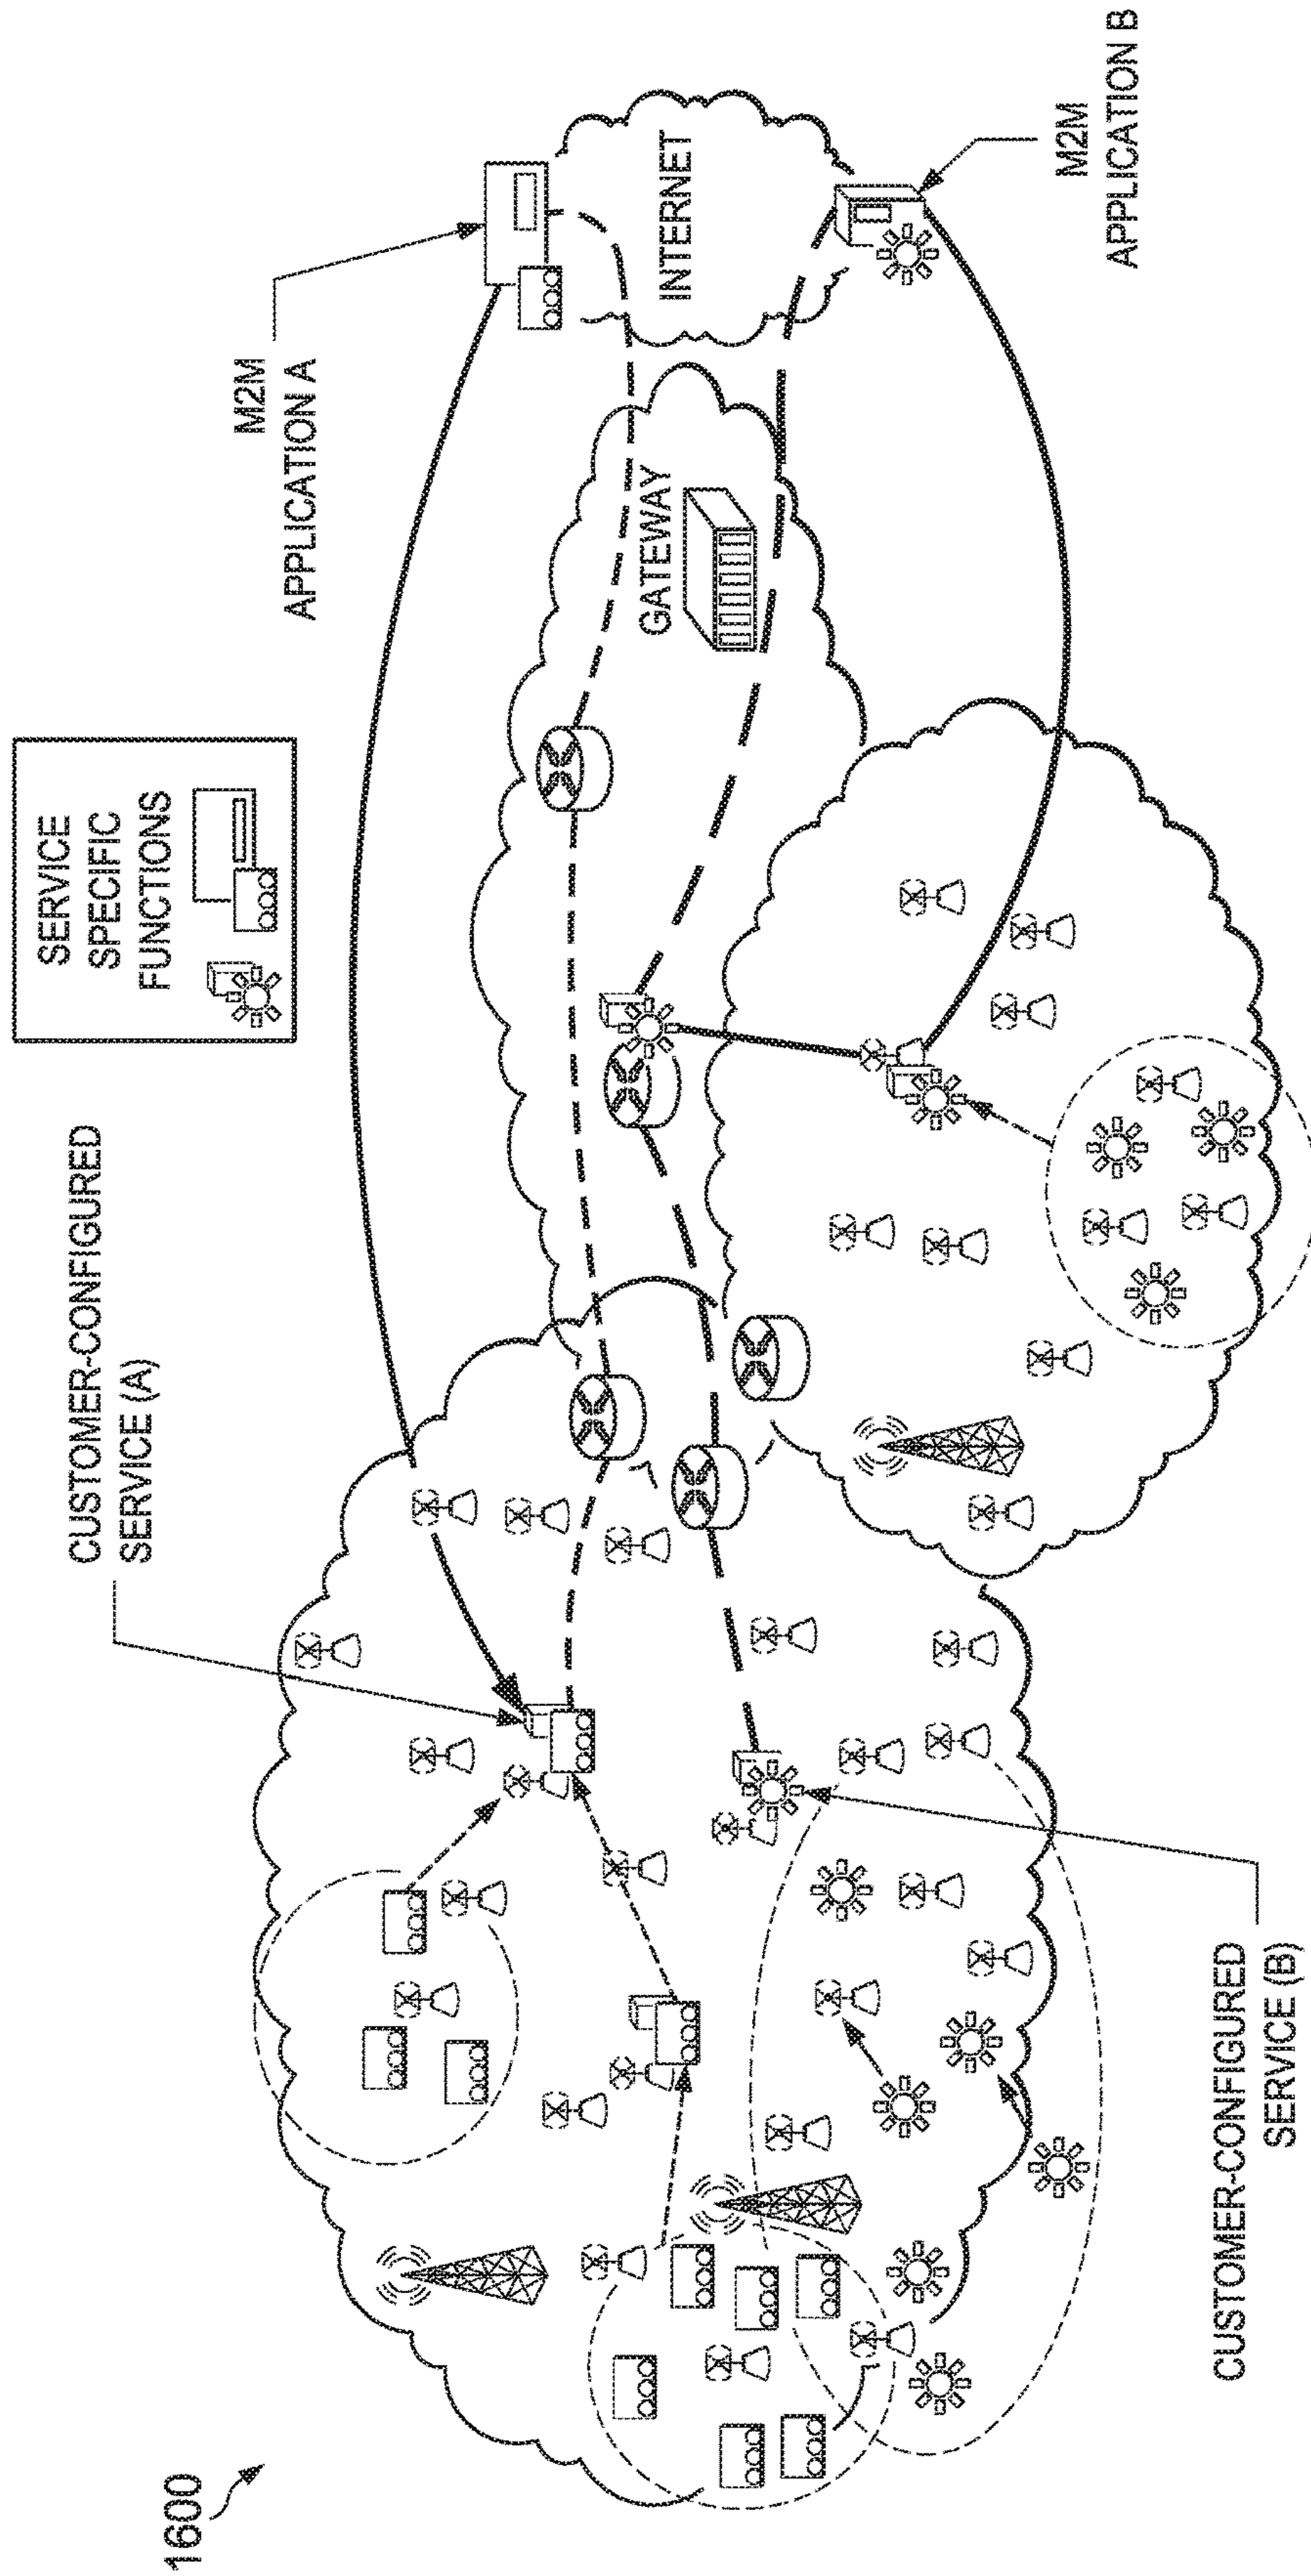 1600
CUSTOMER-CONFIGURED
SERVICE (A)
SERVICE
SPECIFIC
FUNCTIONS
M2M
APPLICATION A
GATEWAY
INTERNET
M2M
APPLICATION B
CUSTOMER-CONFIGURED
SERVICE (B)